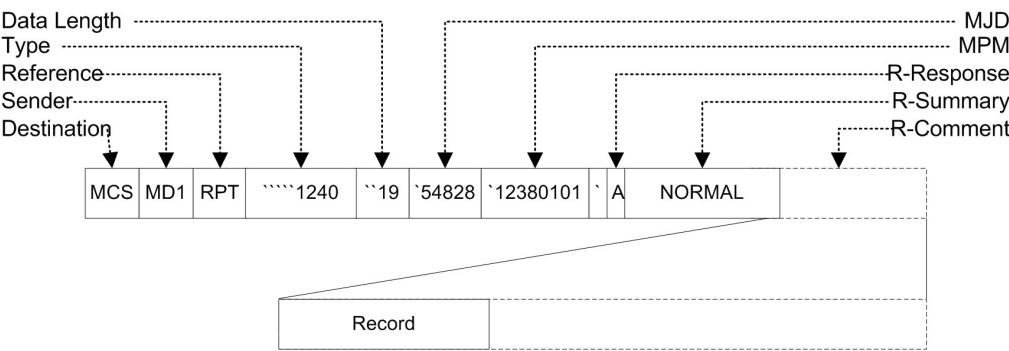 Data Length MJD
Type MPM
Reference R-Response
Sender R-Summary
Destination R-Comment
MCS MD1 RPT `````1240 ``19 `54828 `12380101 ` A NORMAL
Record